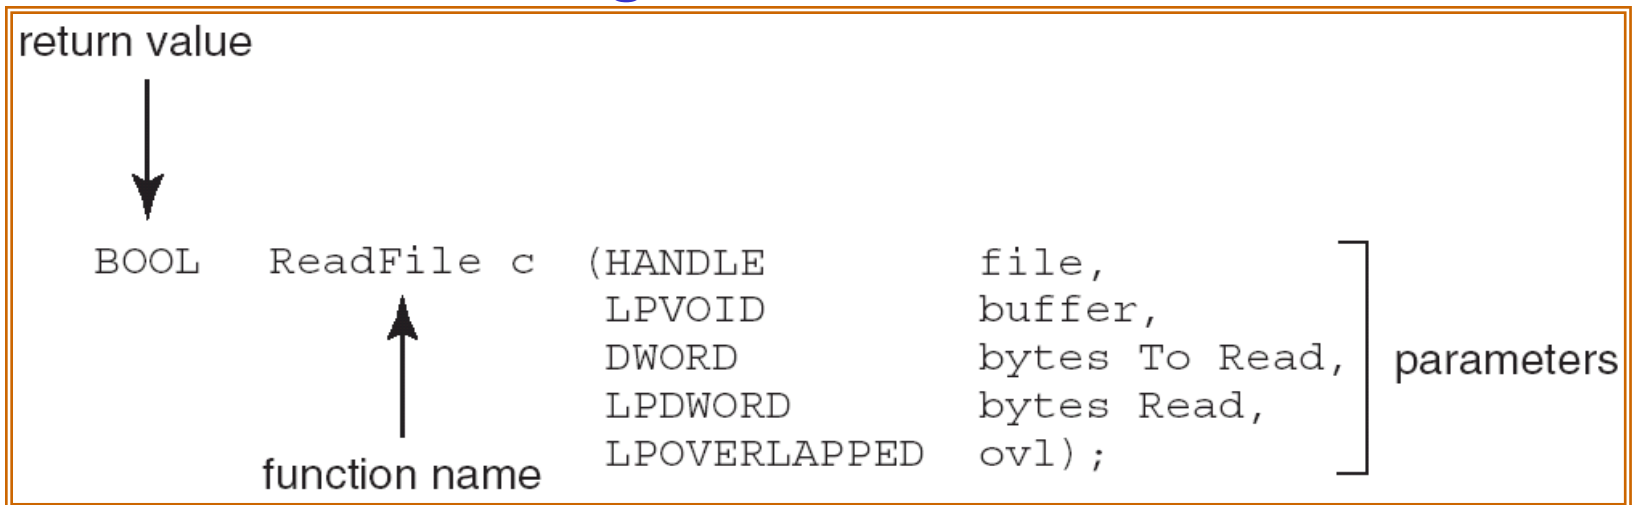 return value
BOOL ReadFile c (HANDLE file,
LPVOID buffer,
DWORD bytes To Read,
LPDWORD bytes Read,
LPOVERLAPPED ovl);
parameters
function name